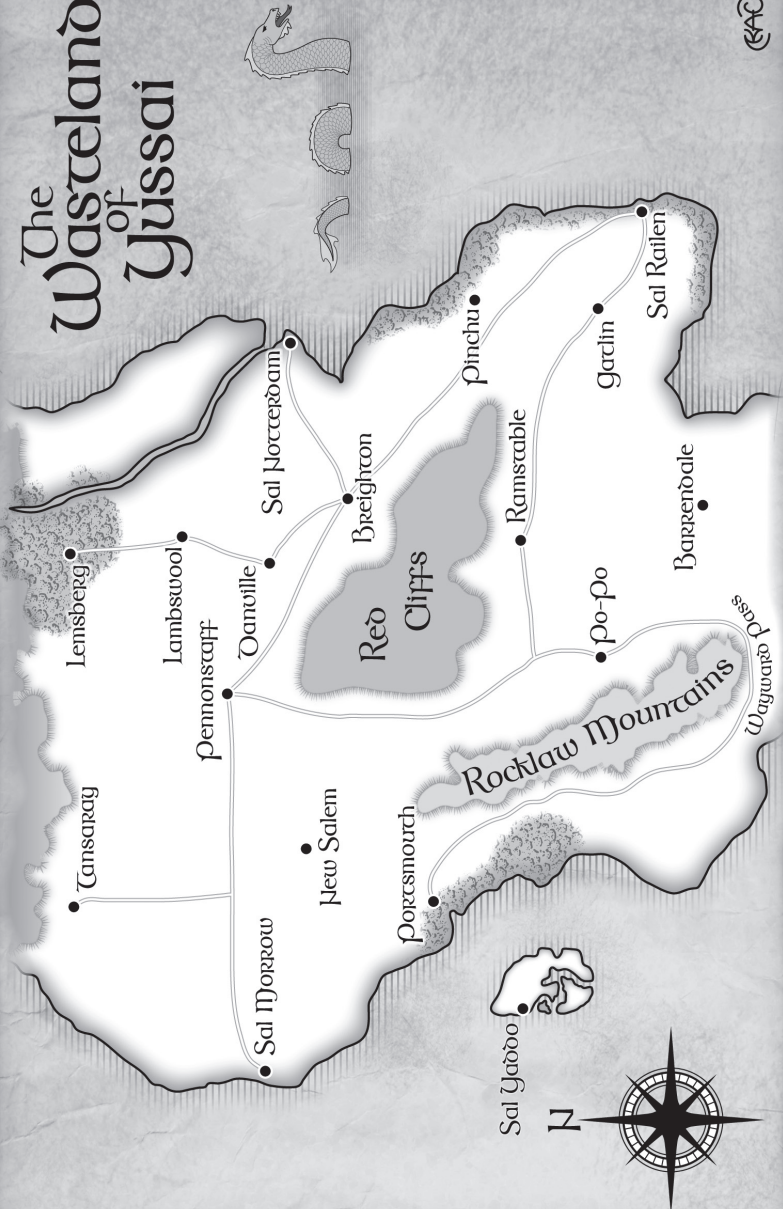 The
Wasteland
of
Yussai
Tansaray
Lemsberg
Lambswool
Danville
Pennonstaff
Sal Notterdam
Breighton
Sal Morrow
New Salem
Red
Cliffs
Pinchu
Portsmouth
Rocklaw Mountains
Ramstable
Gatlin
Sal Railen
Po-Po
Barrendale
Wayward Pass
Sal Yaddo
N